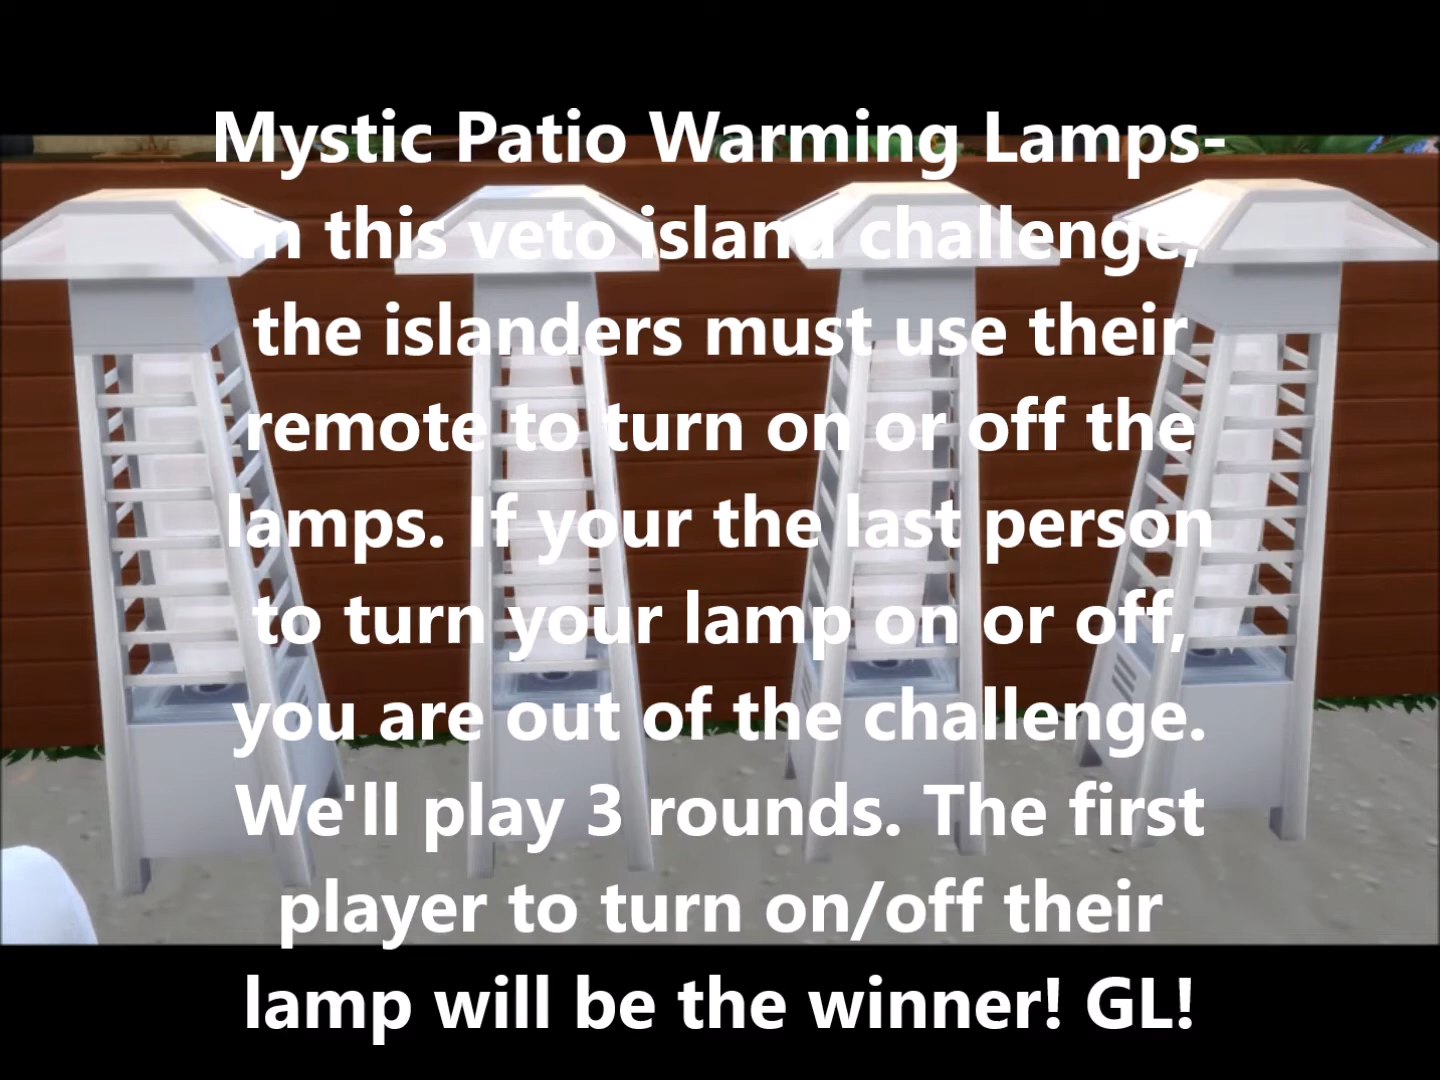 Mystic Patio Warming Lamps-
In this veto island challenge,
the islanders must use their
remote to turn on or off the
lamps. If your the last person
to turn your lamp on or off,
you are out of the challenge.
We'll play 3 rounds. The first
player to turn on/off their
lamp will be the winner! GL!